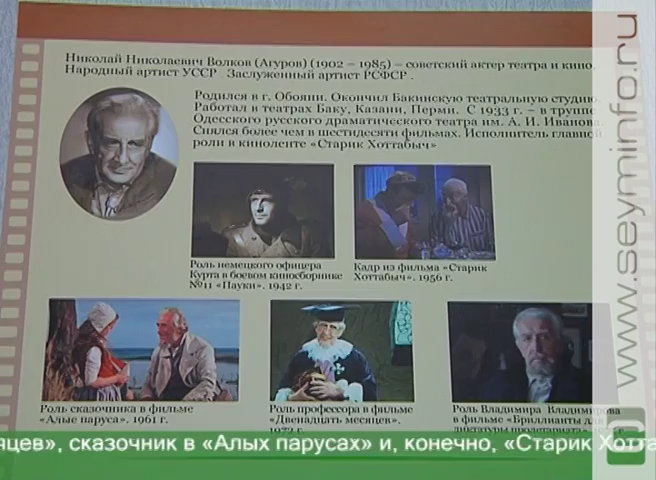 Николай Николаевич Волков (Агуров) (1902 – 1985) – советский актер театра и кино.
Народный артист УССР Заслуженный артист РСФСР .
Родился в г. Обояни. Окончил Бакинскую театральную студию.
Работал в театрах Баку, Казани, Перми. С 1933 г. – в труппе
Одесского русского драматического театра им. А. И. Иванова.
Снялся более чем в шестидесяти фильмах. Исполнитель главной
роли в киноленте «Старик Хоттабыч»
Роль немецкого офицера
Курта в боевом киносборнике
№11 «Пауки». 1942 г.
Кадр из фильма «Старик
Хоттабыч». 1956 г.
Роль сказочника в фильме
«Алые паруса». 1961 г.
Роль профессора в фильме
«Двенадцать месяцев».
Роль Владимира Владимирова
в фильме «Бриллианты для
диктатуры пролетариата»
яцев», сказочник в «Алых парусах» и, конечно, «Старик Хотта
www.seyminfo.ru